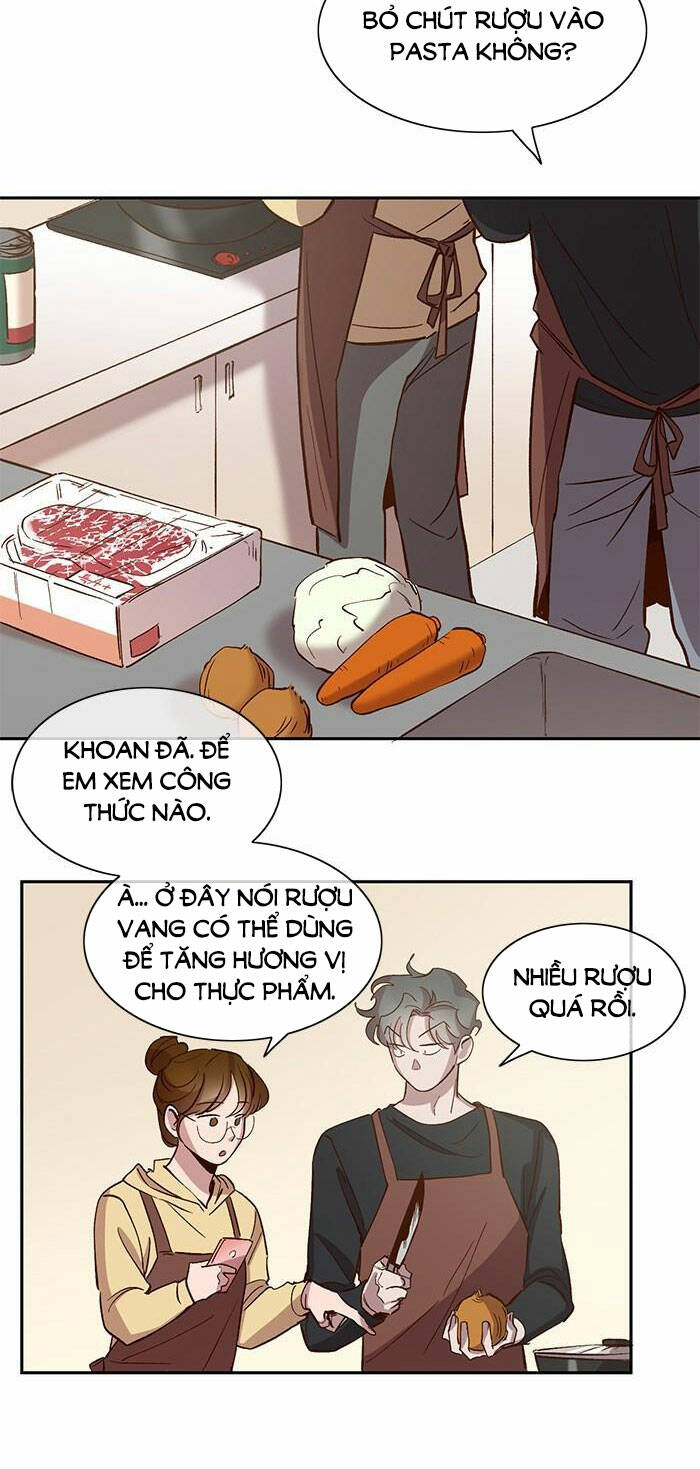 BỎ CHÚT RƯỢU VÀO
PASTA KHÔNG?
KHOAN ĐÃ. ĐỂ
EM XEM CÔNG
THỨC NÀO.
À... Ở ĐÂY NÓI RƯỢU
VANG CÓ THỂ DÙNG
ĐỂ TĂNG HƯƠNG VỊ
CHO THỰC PHẨM.
NHIỀU RƯỢU
QUÁ RỒI.